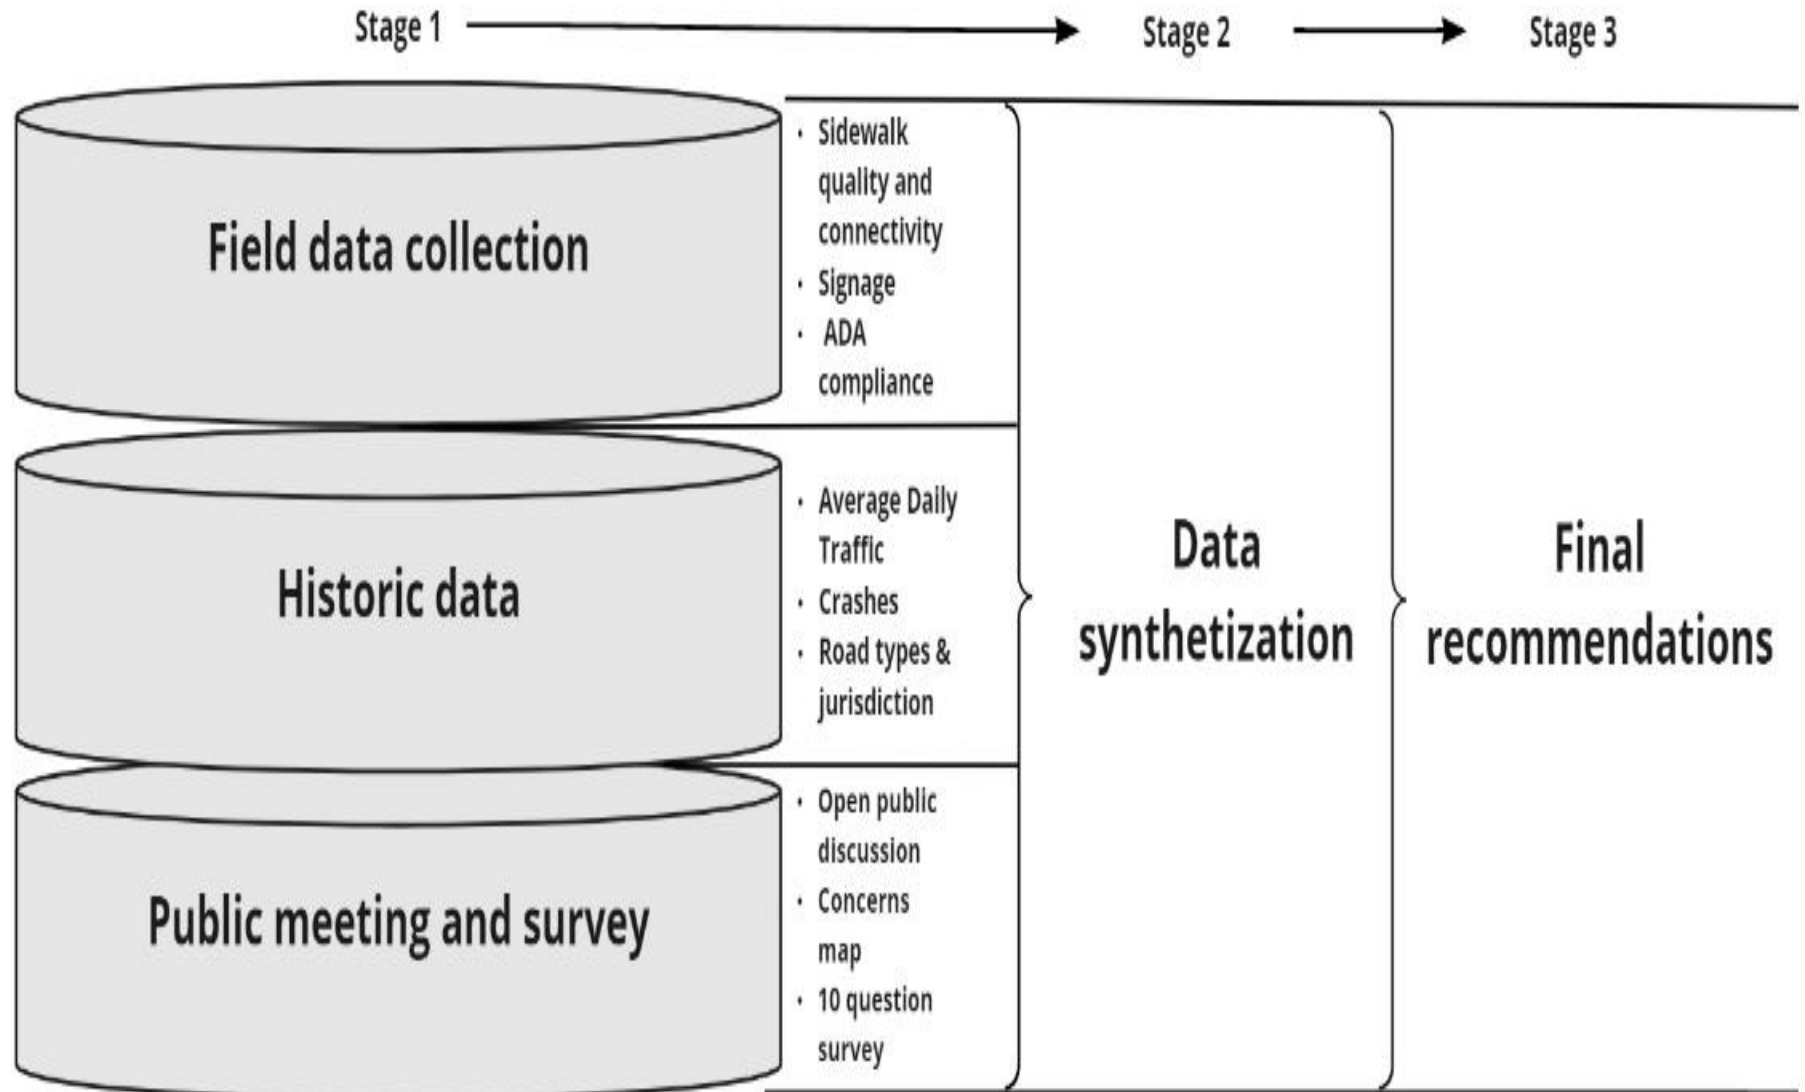 Stage 1
Stage 2
Stage 3
Field data collection
• Sidewalk
quality and
connectivity
• Signage
• ADA
compliance
Historic data
• Average Daily
Traffic
• Crashes
• Road types &
jurisdiction
Public meeting and survey
• Open public
discussion
• Concerns
map
• 10 question
survey
Data
synthetization
Final
recommendations